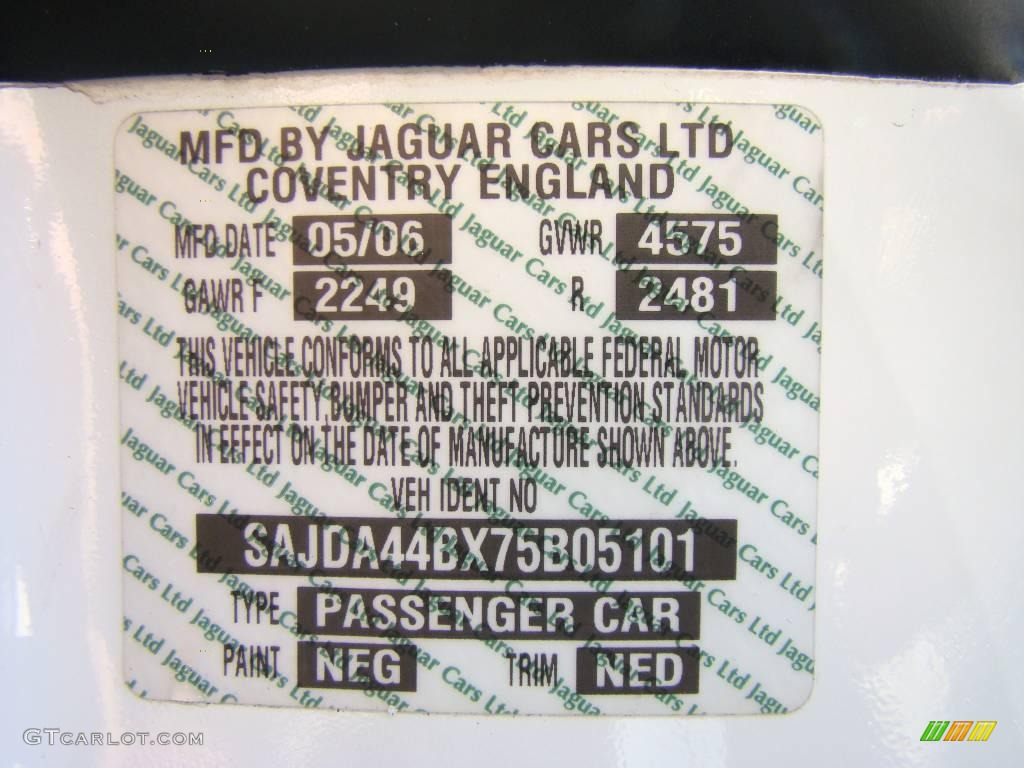 MFD BY JAGUAR CARS LTD
COVENTRY ENGLAND
MFD DATE 05/06 GVWR 4575
GAWR F 2249 R 2481
THIS VEHICLE CONFORMS TO ALL APPLICABLE FEDERAL MOTOR
VEHICLE SAFETY BUMPER AND THEFT PREVENTION STANDARDS
IN EFFECT ON THE DATE OF MANUFACTURE SHOWN ABOVE.
VEH IDENT NO
SAJDA44BX75B05101
TYPE PASSENGER CAR
PAINT NEG TRIM NED
GTCARLOT.COM